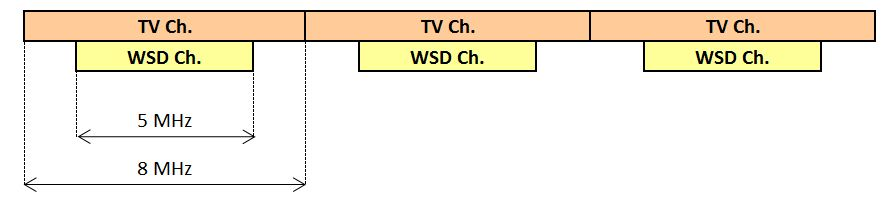 TV Ch. TV Ch. TV Ch.
WSD Ch. WSD Ch. WSD Ch.
5 MHz
8 MHz